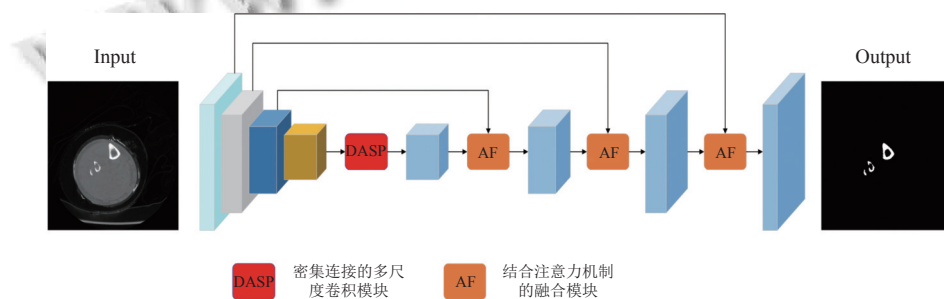 Input
Output
DASP
AF
AF
AF
DASP
密集连接的多尺
度卷积模块
AF
结合注意力机制
的融合模块